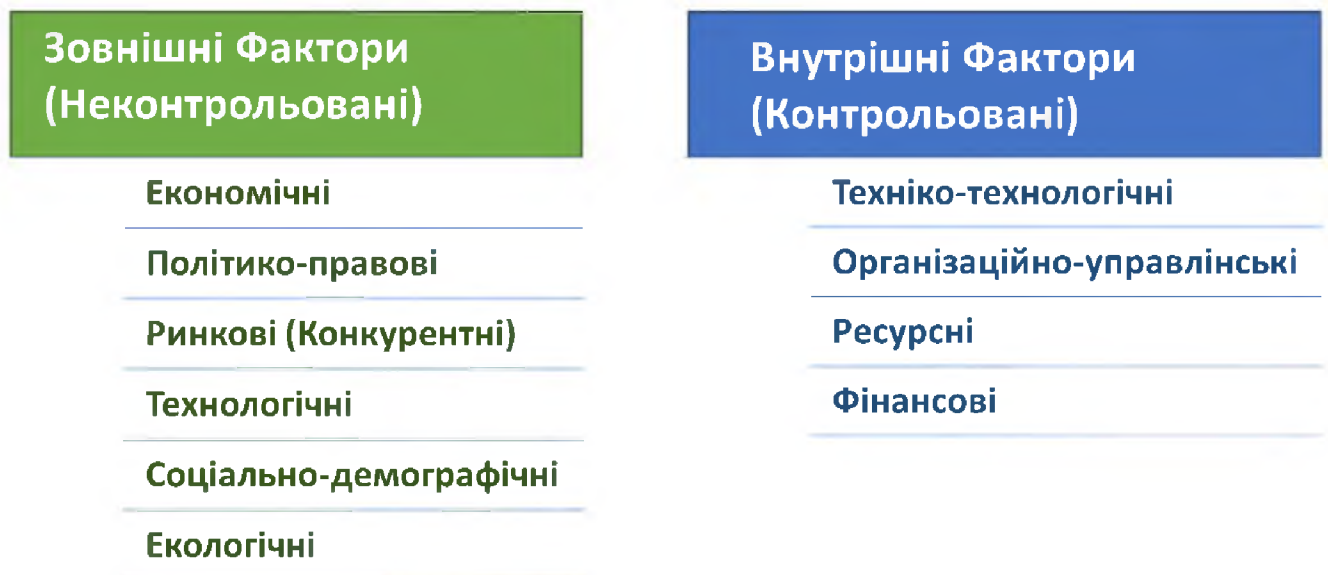 Зовнішні Фактори
(Неконтрольовані)
Економічні
Політико-правові
Ринкові (Конкурентні)
Технологічні
Соціально-демографічні
Екологічні
Внутрішні Фактори
(Контрольовані)
Техніко-технологічні
Організаційно-управлінські
Ресурсні
Фінансові